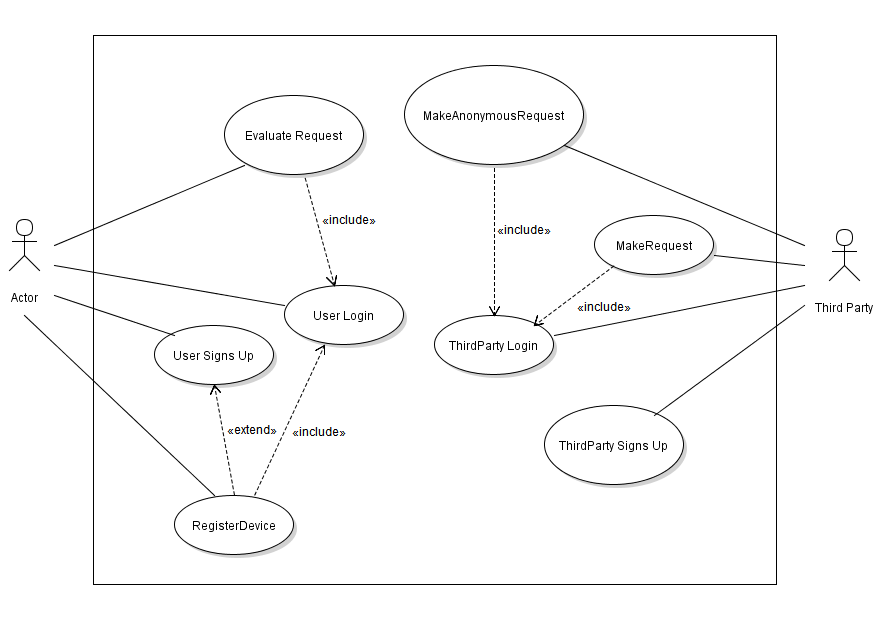 MakeAnonymousRequest
Evaluate Request
«include»
«include»
MakeRequest
Actor
Third Party
«include»
User Login
ThirdParty Login
User Signs Up
«extend»
«include»
ThirdParty Signs Up
RegisterDevice